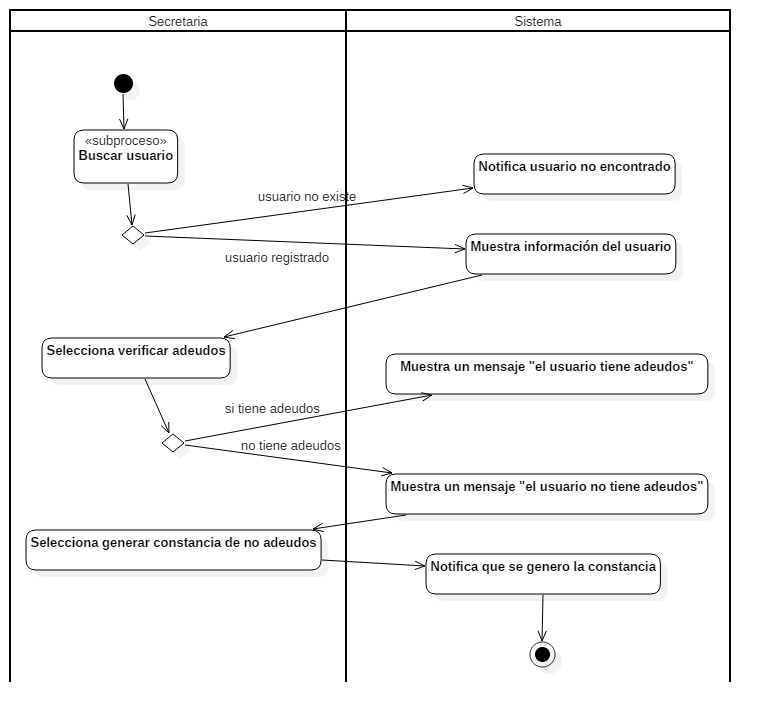 Secretaria
Sistema
«subproceso»
Buscar usuario
Notifica usuario no encontrado
usuario no existe
Muestra información del usuario
usuario registrado
Selecciona verificar adeudos
Muestra un mensaje "el usuario tiene adeudos"
si tiene adeudos
no tiene adeudos
Muestra un mensaje "el usuario no tiene adeudos"
Selecciona generar constancia de no adeudos
Notifica que se genero la constancia